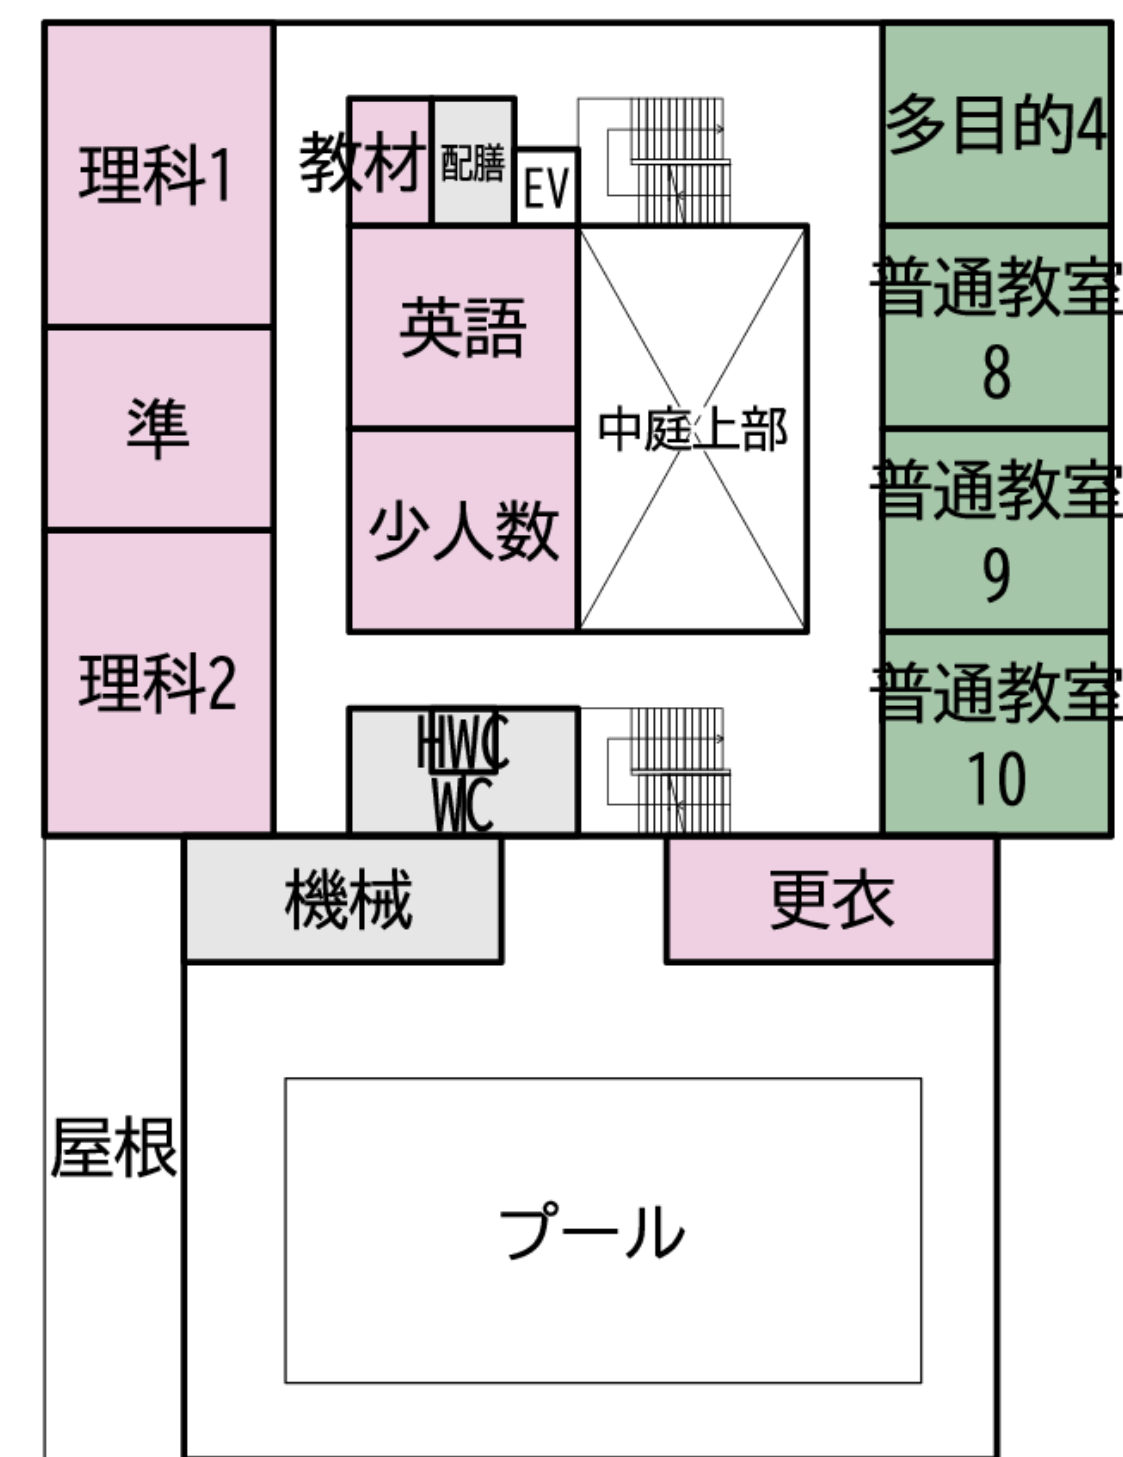 理科1
準
理科2
教材
配膳
EV
英語
少人数
中庭上部
HWC
WC
多目的4
普通教室
8
普通教室
9
普通教室
10
機械
更衣
屋根
プール